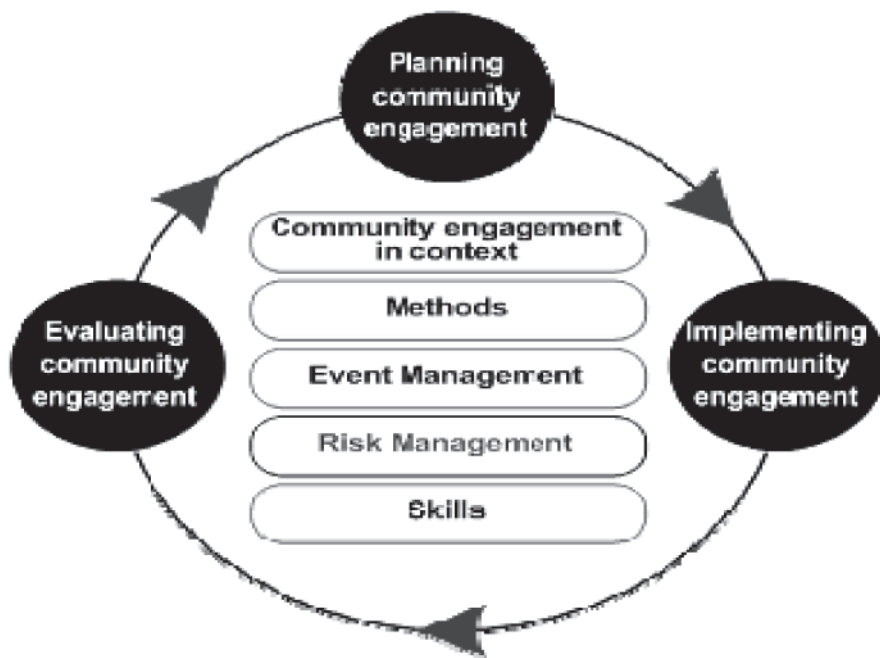 Planning
community
engagement
Community engagement
in context
Methods
Event Management
Risk Management
Skills
Evaluating
community
engagement
Implementing
community
engagement